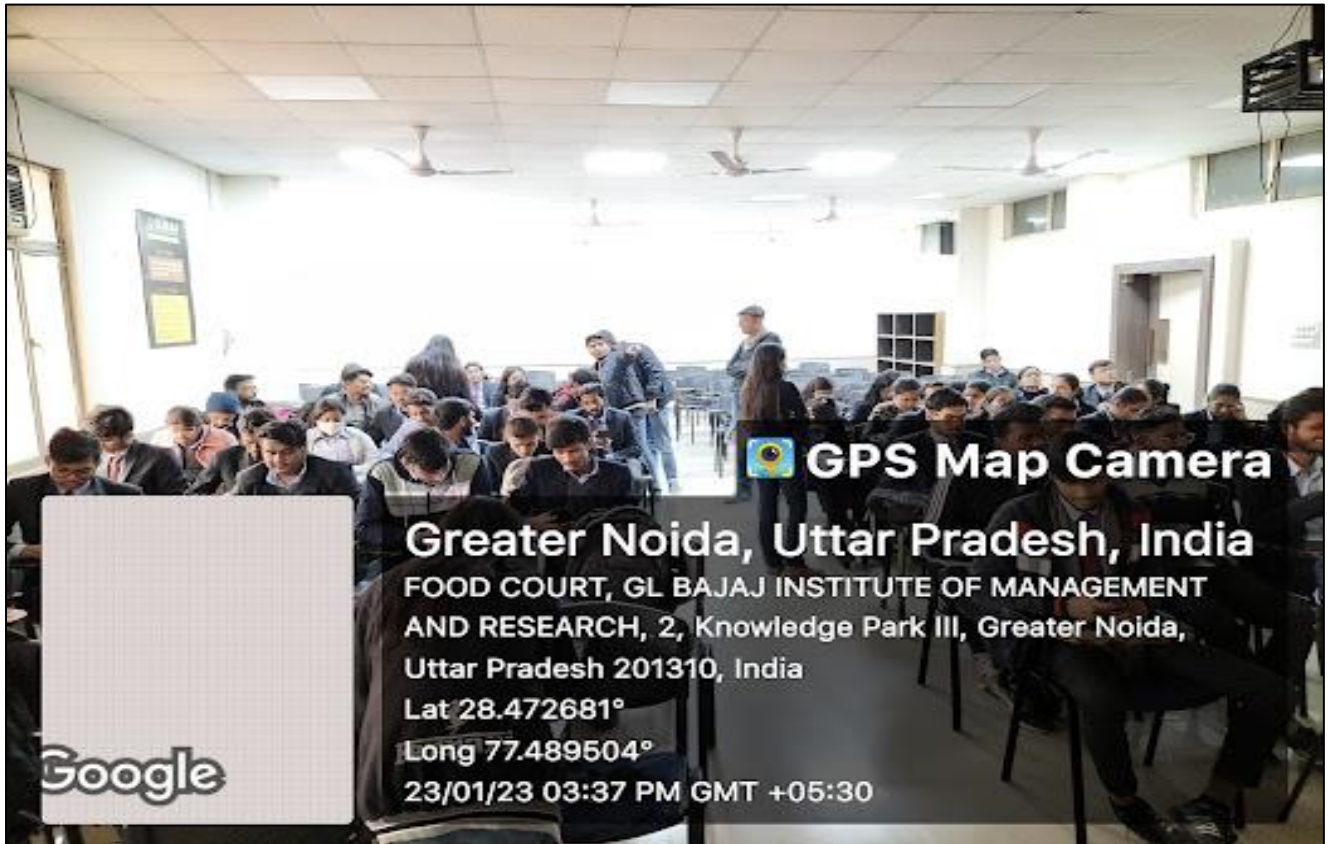 GPS Map Camera
Greater Noida, Uttar Pradesh, India
FOOD COURT, GL BAJAJ INSTITUTE OF MANAGEMENT
AND RESEARCH, 2, Knowledge Park III, Greater Noida,
Uttar Pradesh 201310, India
Lat 28.472681°
Long 77.489504°
23/01/23 03:37 PM GMT +05:30
Google